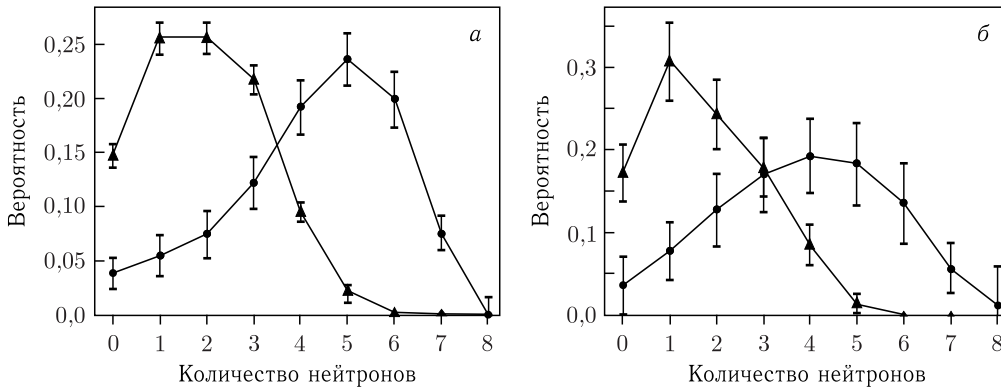 а
Вероятность
0,25
0,20
0,15
0,10
0,05
0,0
0 1 2 3 4 5 6 7 8
Количество нейтронов
б
Вероятность
0,3
0,2
0,1
0,0
0 1 2 3 4 5 6 7 8
Количество нейтронов